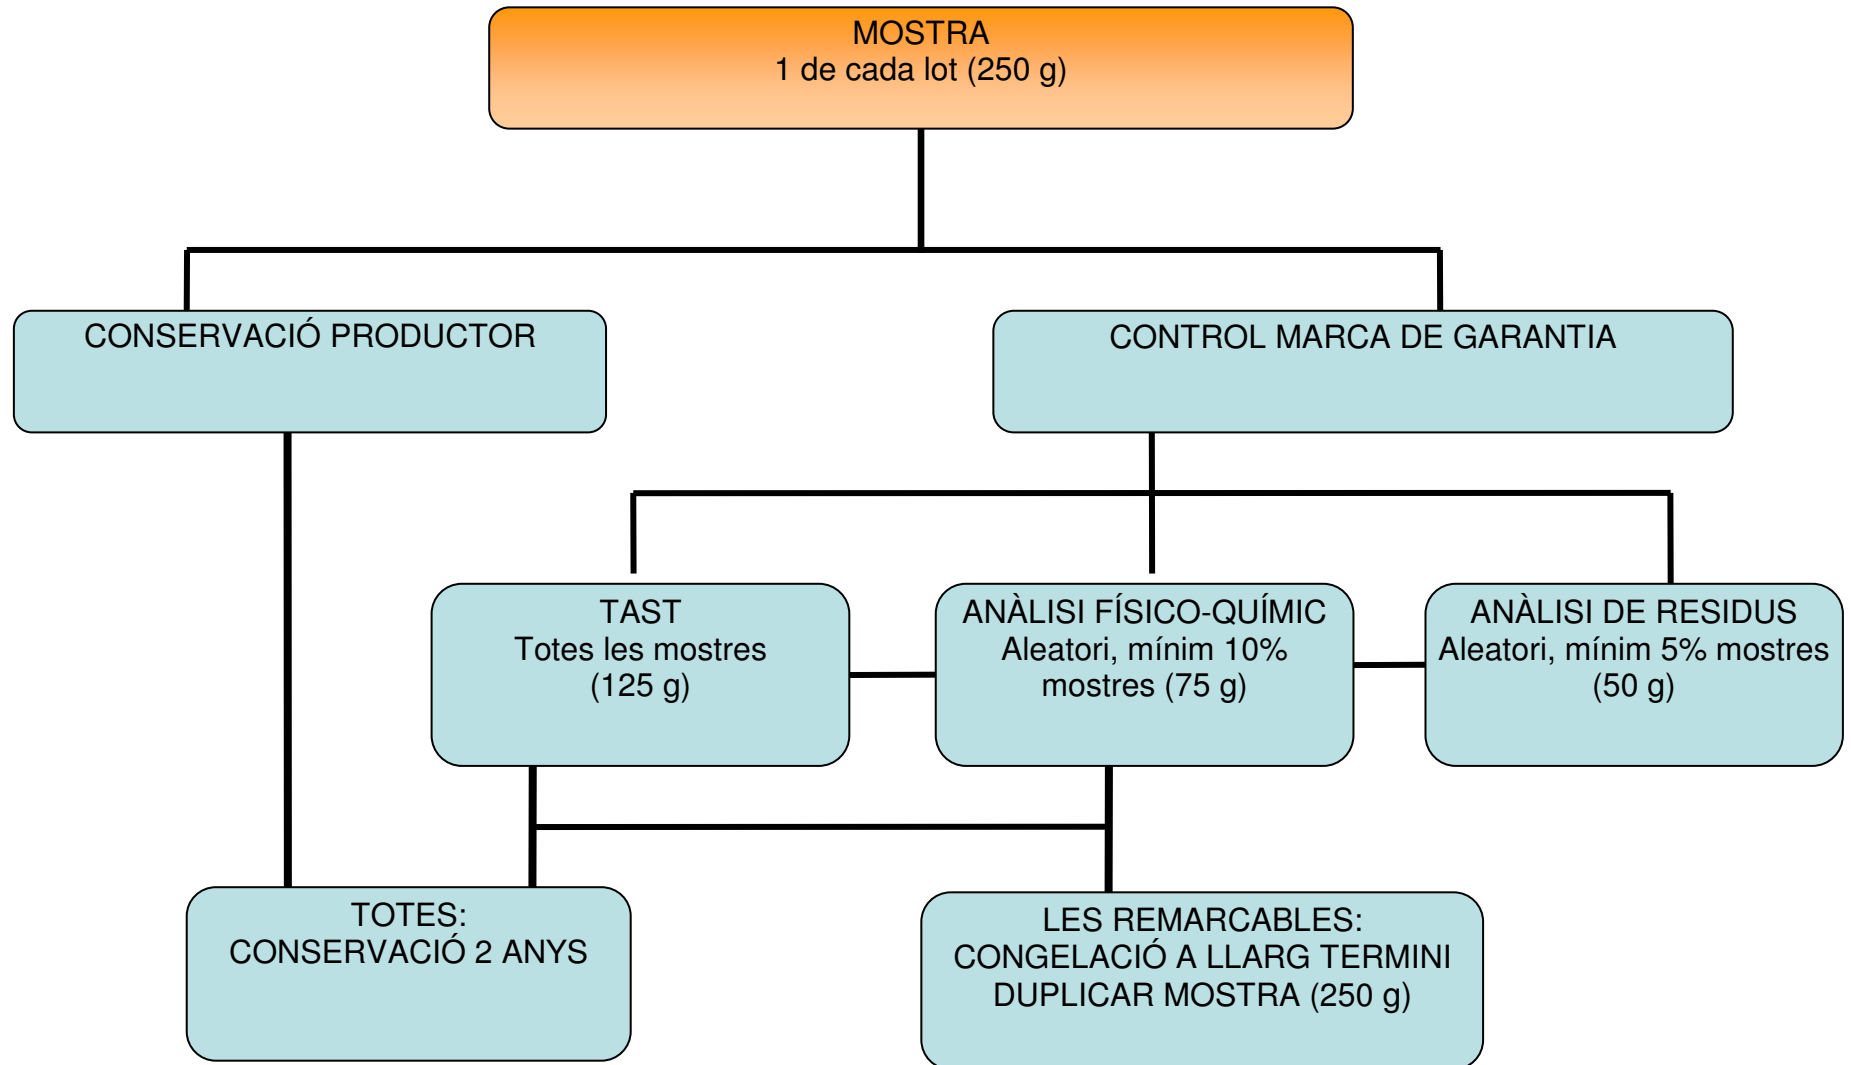 MOSTRA
1 de cada lot (250 g)
CONSERVACIÓ PRODUCTOR
CONTROL MARCA DE GARANTIA
TAST
Totes les mostres
(125 g)
ANÀLISI FÍSICO-QUÍMIC
Aleatori, mínim 10%
mostres (75 g)
ANÀLISI DE RESIDUS
Aleatori, mínim 5% mostres
(50 g)
TOTES:
CONSERVACIÓ 2 ANYS
LES REMARCABLES:
CONGELACIÓ A LLARG TERMINI
DUPLICAR MOSTRA (250 g)